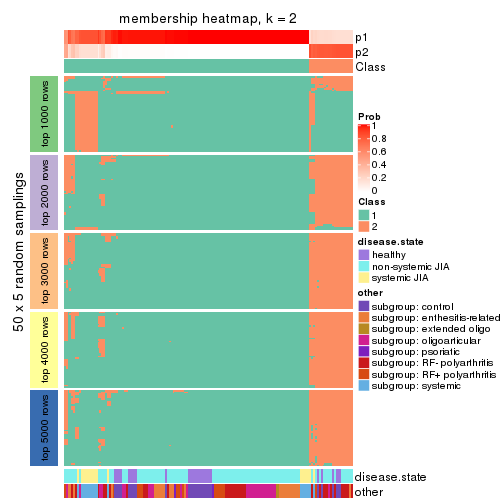 membership heatmap, k = 2
p1
p2
Class
50 x 5 random samplings
top 1000 rows
top 2000 rows
top 3000 rows
top 4000 rows
top 5000 rows
Prob
1
0.8
0.6
0.4
0.2
0
Class
1
2
disease.state
healthy
non-systemic JIA
systemic JIA
other
subgroup: control
subgroup: enthesitis-related
subgroup: extended oligo
subgroup: oligoarticular
subgroup: psoriatic
subgroup: RF- polyarthritis
subgroup: RF+ polyarthritis
subgroup: systemic
disease.state
other